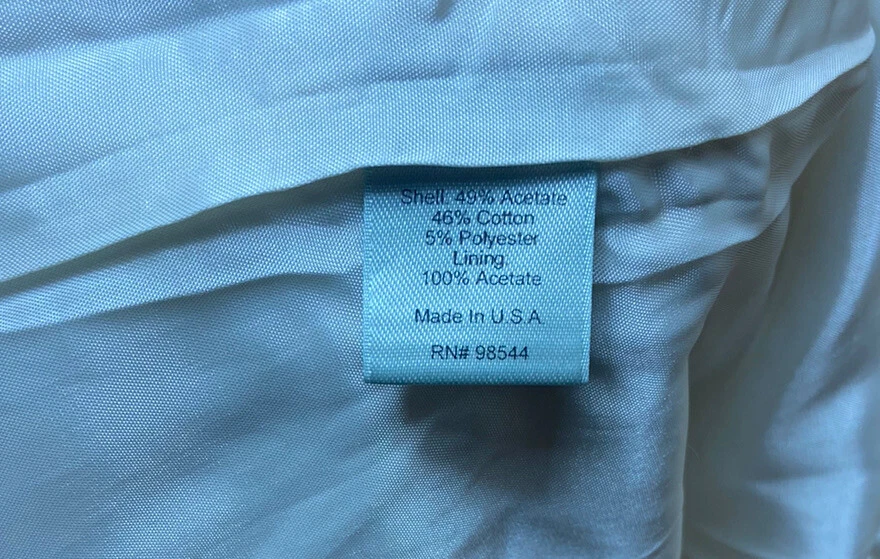 Shell: 49% Acetate
46% Cotton
5% Polyester
Lining:
100% Acetate
Made In U.S.A.
RN# 98544